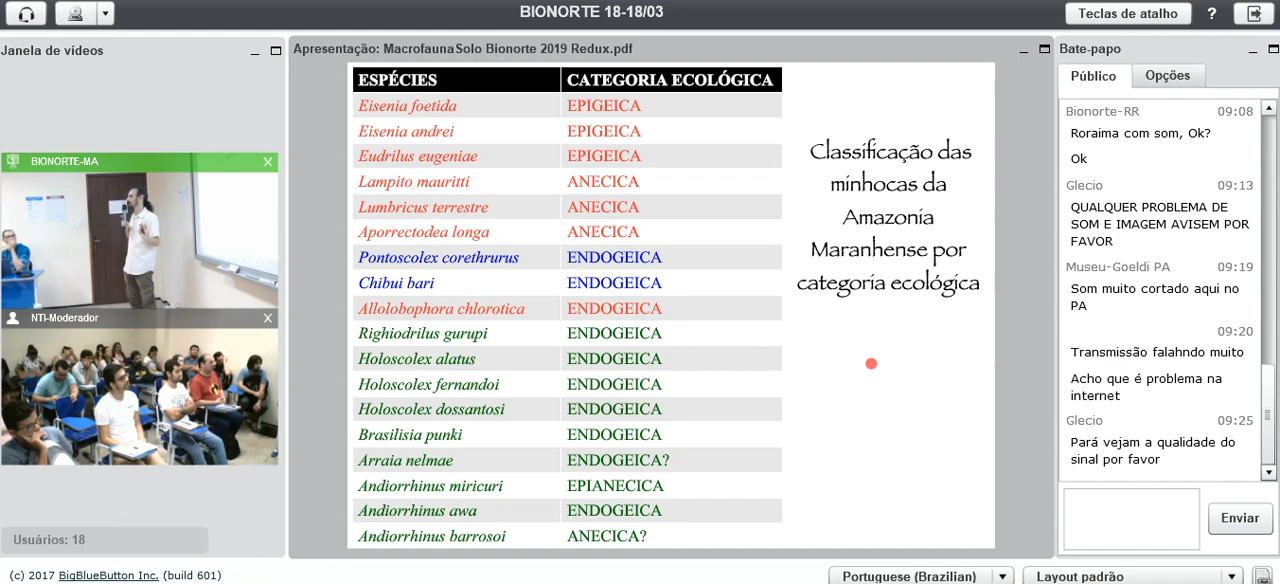 BIONORTE 18-18/03
Teclas de atalho
?
Janela de vídeos
BIONORTE-MA
NTI-Moderador
Usuários: 18
Apresentação: MacrofaunaSolo Bionorte 2019 Redux.pdf
ESPÉCIES CATEGORIA ECOLÓGICA
Eisenia foetida EPIGEICA
Eisenia andrei EPIGEICA
Eudrilus eugeniae EPIGEICA
Lampito mauritti ANECICA
Lumbricus terrestre ANECICA
Aporrectodea longa ANECICA
Pontoscolex corethrurus ENDOGEICA
Chibui bari ENDOGEICA
Allolobophora chlorotica ENDOGEICA
Righiodrilus gurupi ENDOGEICA
Holoscolex alatus ENDOGEICA
Holoscolex fernandoi ENDOGEICA
Holoscolex dossantosi ENDOGEICA
Brasilisia punki ENDOGEICA
Arraia nelmae ENDOGEICA?
Andiorrhinus miricuri EPIANECICA
Andiorrhinus awa ENDOGEICA
Andiorrhinus barrosoi ANECICA?
Classificação das
minhocas da
Amazonia
Maranhense por
categoria ecológica
Bate-papo
Público Opções
Bionorte-RR 09:08
Roraima com som, Ok?
Ok
Glecio 09:13
QUALQUER PROBLEMA DE
SOM E IMAGEM AVISEM POR
FAVOR
Museu-Goeldi PA 09:19
Som muito cortado aqui no
PA
09:20
Transmissão falahndo muito
Acho que é problema na
internet
Glecio 09:25
Pará vejam a qualidade do
sinal por favor
Enviar
(c) 2017 BigBlueButton Inc. (build 601)
Portuguese (Brazilian)
Layout padrão